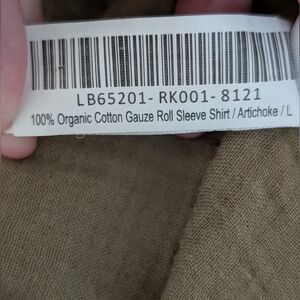 LB65201-RK001-8121
100% Organic Cotton Gauze Roll Sleeve Shirt / Artichoke / L